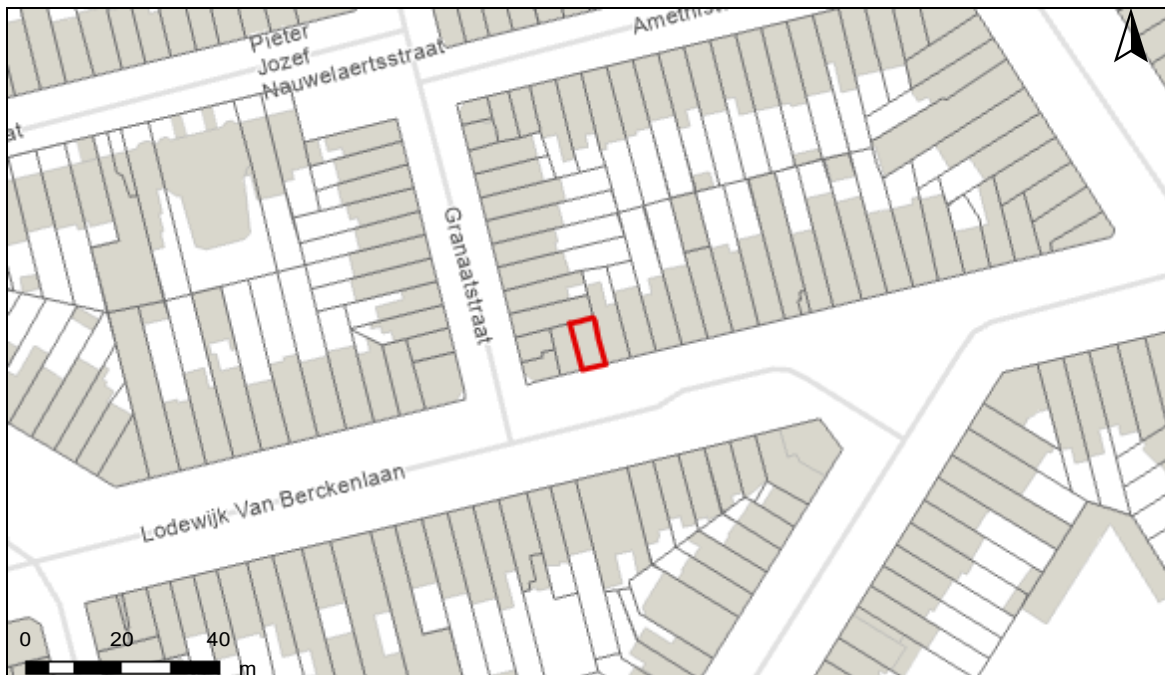 Pieter
Jozef
Nauwelaertsstraat
Granaatstraat
Lodewijk Van Berckenlaan
0 20 40
m